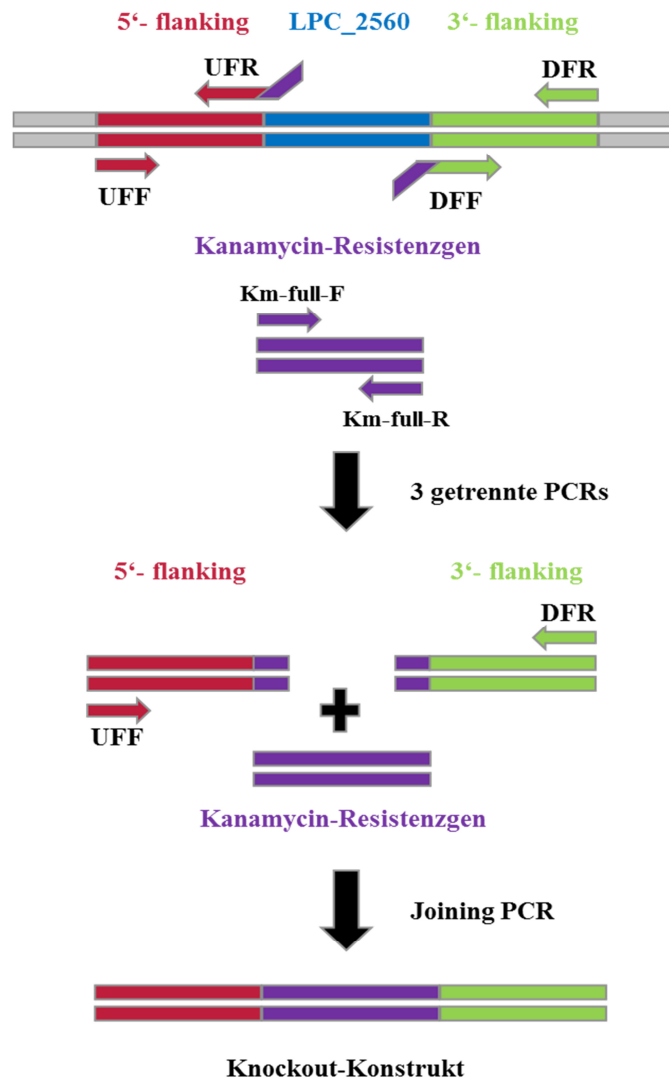 5‘- flanking LPC_2560 3‘- flanking
UFR DFR
UFF DFF
Kanamycin-Resistenzgen
Km-full-F
Km-full-R
3 getrennte PCRs
5‘- flanking 3‘- flanking
DFR
UFF
Kanamycin-Resistenzgen
Joining PCR
Knockout-Konstrukt